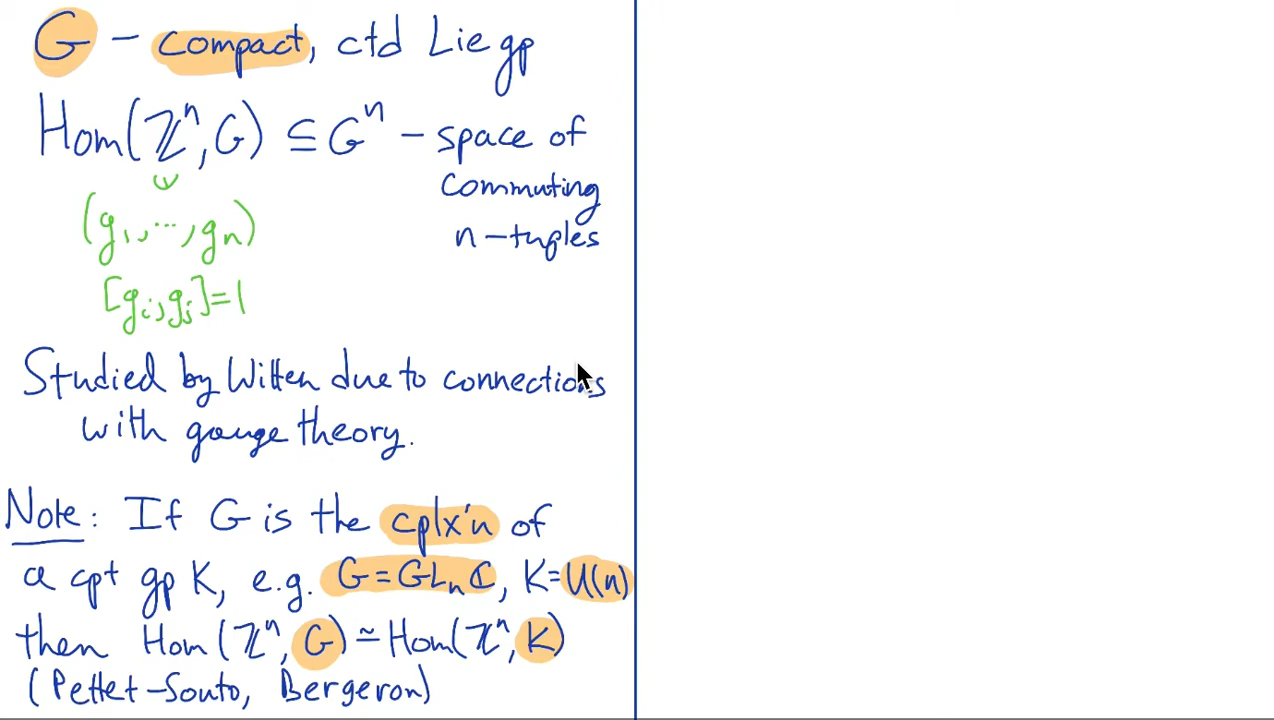 G – compact, ctd Lie gp
Hom(ℤⁿ, G) ⊆ Gⁿ – space of
commuting
n-tuples
(g₁, ..., gₙ)
[gᵢ, gⱼ] = 1
Studied by Witten due to connections
with gauge theory.
Note: If G is the cplx'n of
a cpt gp K, e.g. G = GLₙℂ, K = U(n)
then Hom(ℤⁿ, G) ≃ Hom(ℤⁿ, K)
(Pettet-Souto, Bergeron)